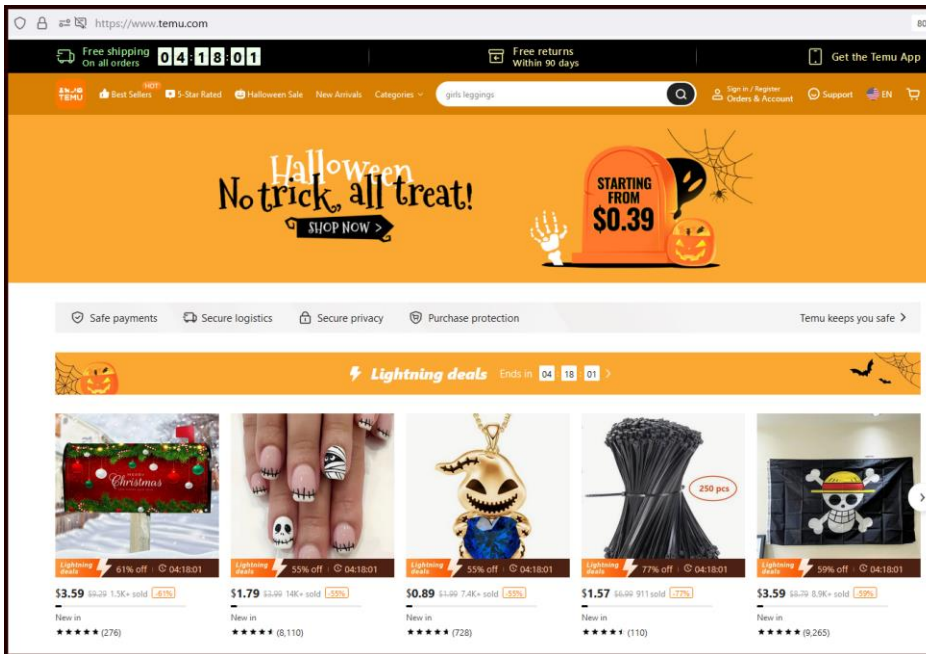 https://www.temu.com
80
Free shipping
On all orders
04:18:01
Free returns
Within 90 days
Get the Temu App
TEMU
Best Sellers
HOT
5-Star Rated
Halloween Sale
New Arrivals
Categories
girls leggings
Sign in / Register
Orders & Account
Support
EN
Halloween
No trick, all treat!
SHOP NOW >
STARTING
FROM
$0.39
Safe payments
Secure logistics
Secure privacy
Purchase protection
Temu keeps you safe >
Lightning deals Ends in 04 18 01 >
Christmas
250 pcs
Lightning deals 61% off 04:18:01
Lightning deals 55% off 04:18:01
Lightning deals 55% off 04:18:01
Lightning deals 77% off 04:18:01
Lightning deals 59% off 04:18:01
$3.59 $9.29 1.5K+ sold -61%
$1.79 $3.99 14K+ sold -55%
$0.89 $1.99 7.4K+ sold -55%
$1.57 $6.99 911 sold -77%
$3.59 $8.79 8.9K+ sold -59%
New in
New in
New in
New in
New in
(276)
(8,110)
(728)
(110)
(9,265)